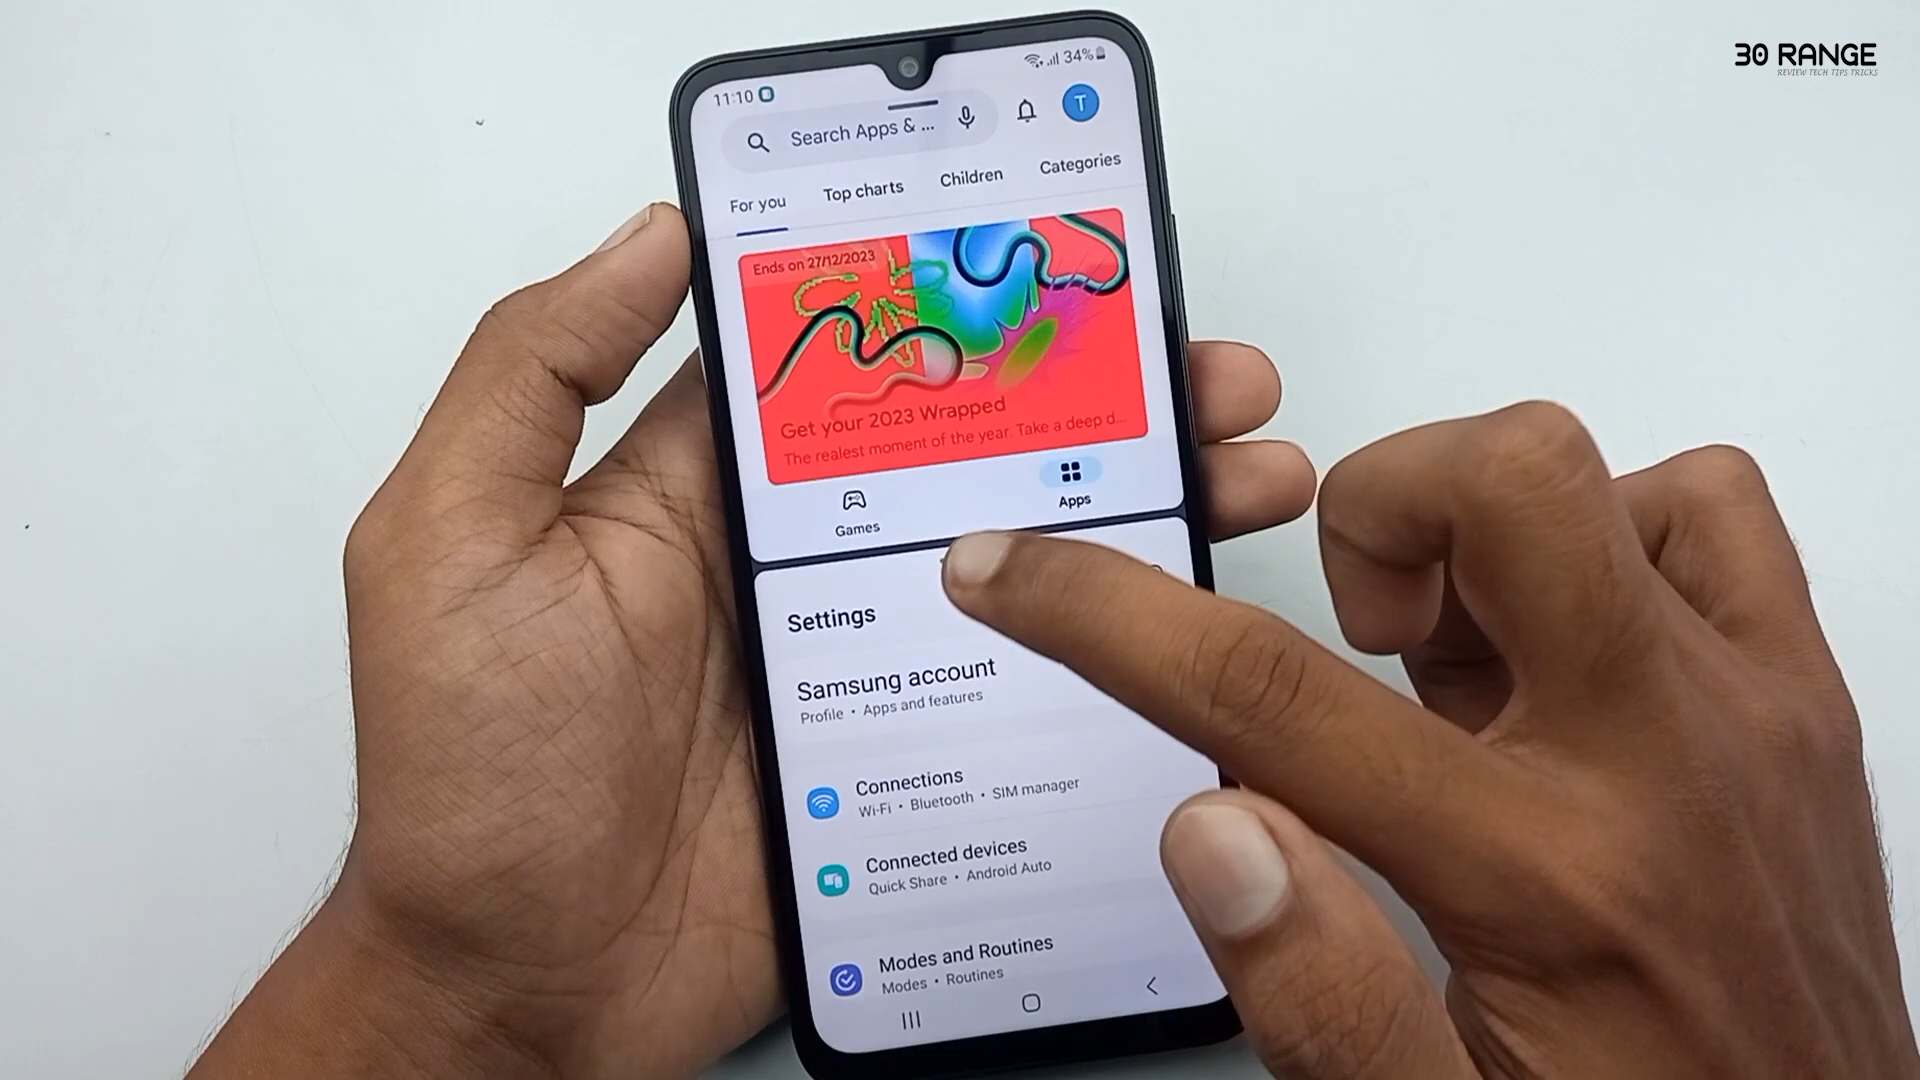 30 RANGE
REVIEW TECH TIPS TRICKS
11:10
34%
Search Apps & ...
T
For you
Top charts
Children
Categories
Ends on 27/12/2023
Get your 2023 Wrapped
The realest moment of the year. Take a deep d...
Games
Apps
Settings
Samsung account
Profile • Apps and features
Connections
Wi-Fi • Bluetooth • SIM manager
Connected devices
Quick Share • Android Auto
Modes and Routines
Modes • Routines